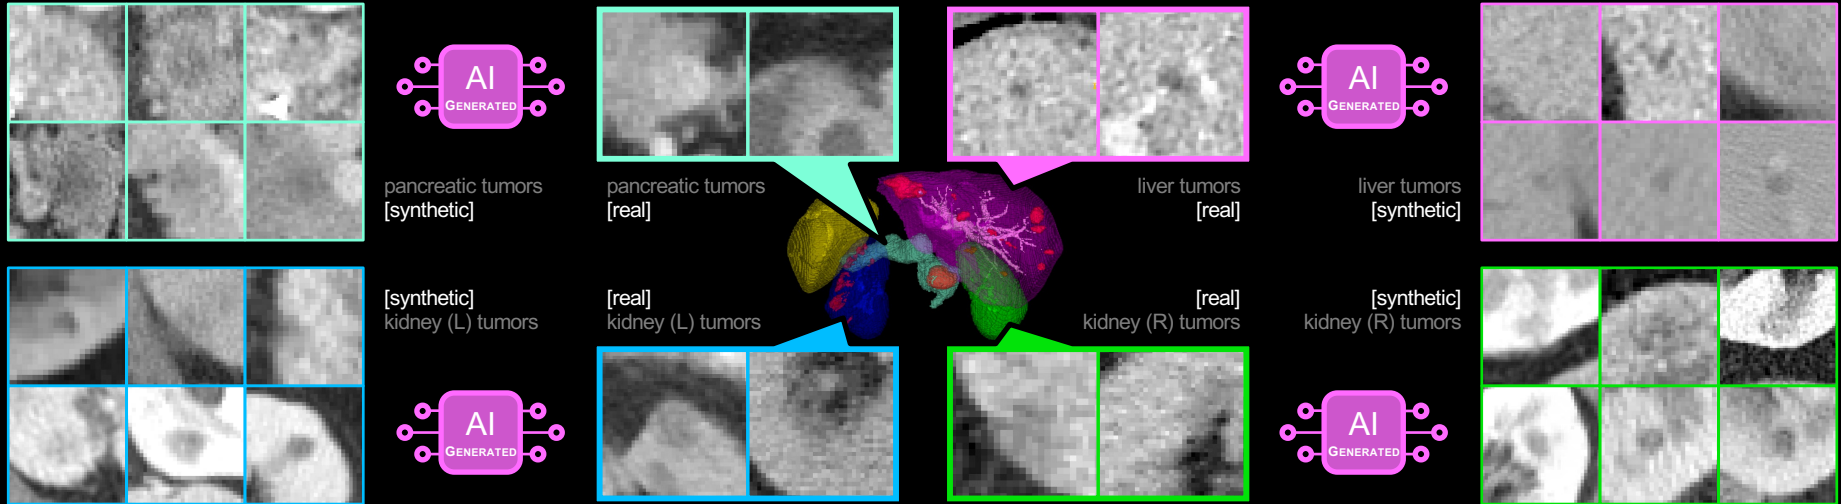 AI
GENERATED
AI
GENERATED
pancreatic tumors
[synthetic]
pancreatic tumors
[real]
liver tumors
[real]
liver tumors
[synthetic]
[synthetic]
kidney (L) tumors
[real]
kidney (L) tumors
[real]
kidney (R) tumors
[synthetic]
kidney (R) tumors
AI
GENERATED
AI
GENERATED